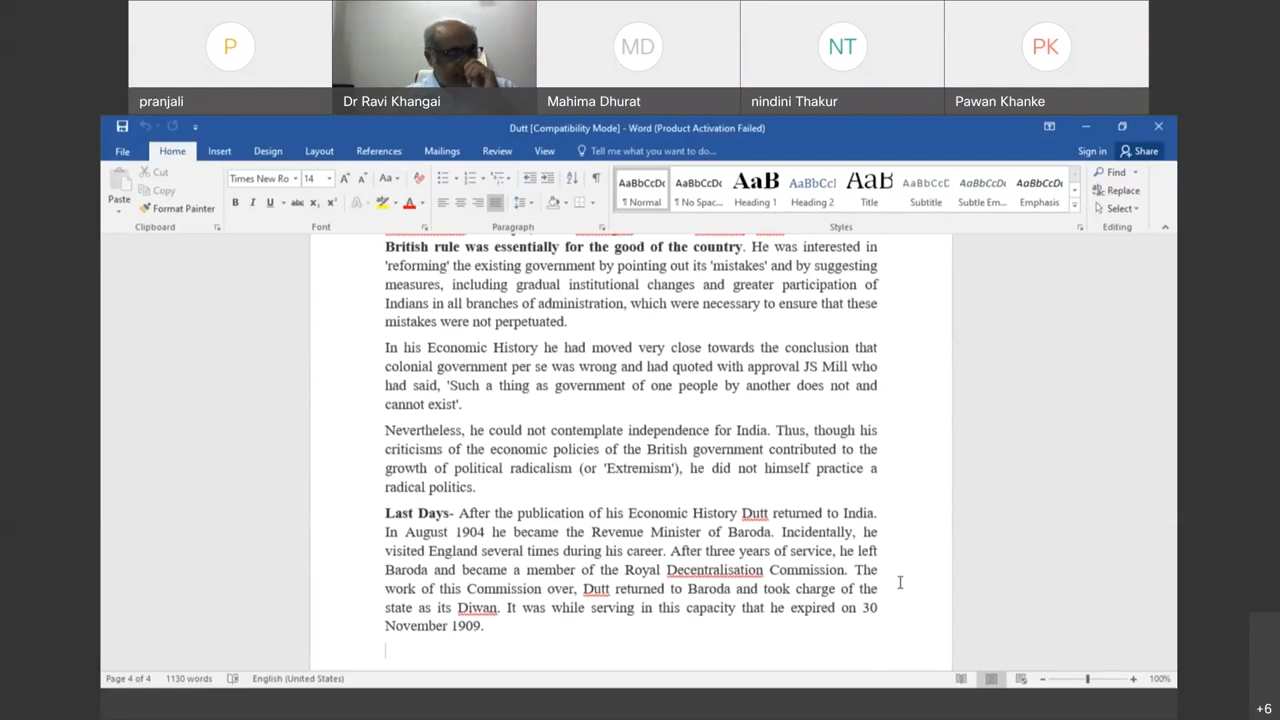 P
MD
NT
PK
pranjali
Dr Ravi Khangai
Mahima Dhurat
nindini Thakur
Pawan Khanke
Dutt [Compatibility Mode] - Word (Product Activation Failed)
File Home Insert Design Layout References Mailings Review View Tell me what you want to do... Sign in Share
Paste
Cut
Copy
Format Painter
Clipboard
Times New Ro 14
Font
Paragraph
AaBbCcDc AaBbCcDc AaB AaBbCcl AaB AaBbCcD AaBbCcDc AaBbCcDc
¶ Normal ¶ No Spac... Heading 1 Heading 2 Title Subtitle Subtle Em... Emphasis
Styles
Find
Replace
Select
Editing
British rule was essentially for the good of the country. He was interested in
'reforming' the existing government by pointing out its 'mistakes' and by suggesting
measures, including gradual institutional changes and greater participation of
Indians in all branches of administration, which were necessary to ensure that these
mistakes were not perpetuated.
In his Economic History he had moved very close towards the conclusion that
colonial government per se was wrong and had quoted with approval JS Mill who
had said, 'Such a thing as government of one people by another does not and
cannot exist'.
Nevertheless, he could not contemplate independence for India. Thus, though his
criticisms of the economic policies of the British government contributed to the
growth of political radicalism (or 'Extremism'), he did not himself practice a
radical politics.
Last Days- After the publication of his Economic History Dutt returned to India.
In August 1904 he became the Revenue Minister of Baroda. Incidentally, he
visited England several times during his career. After three years of service, he left
Baroda and became a member of the Royal Decentralisation Commission. The
work of this Commission over, Dutt returned to Baroda and took charge of the
state as its Diwan. It was while serving in this capacity that he expired on 30
November 1909.
Page 4 of 4 1130 words English (United States) 100%
+6